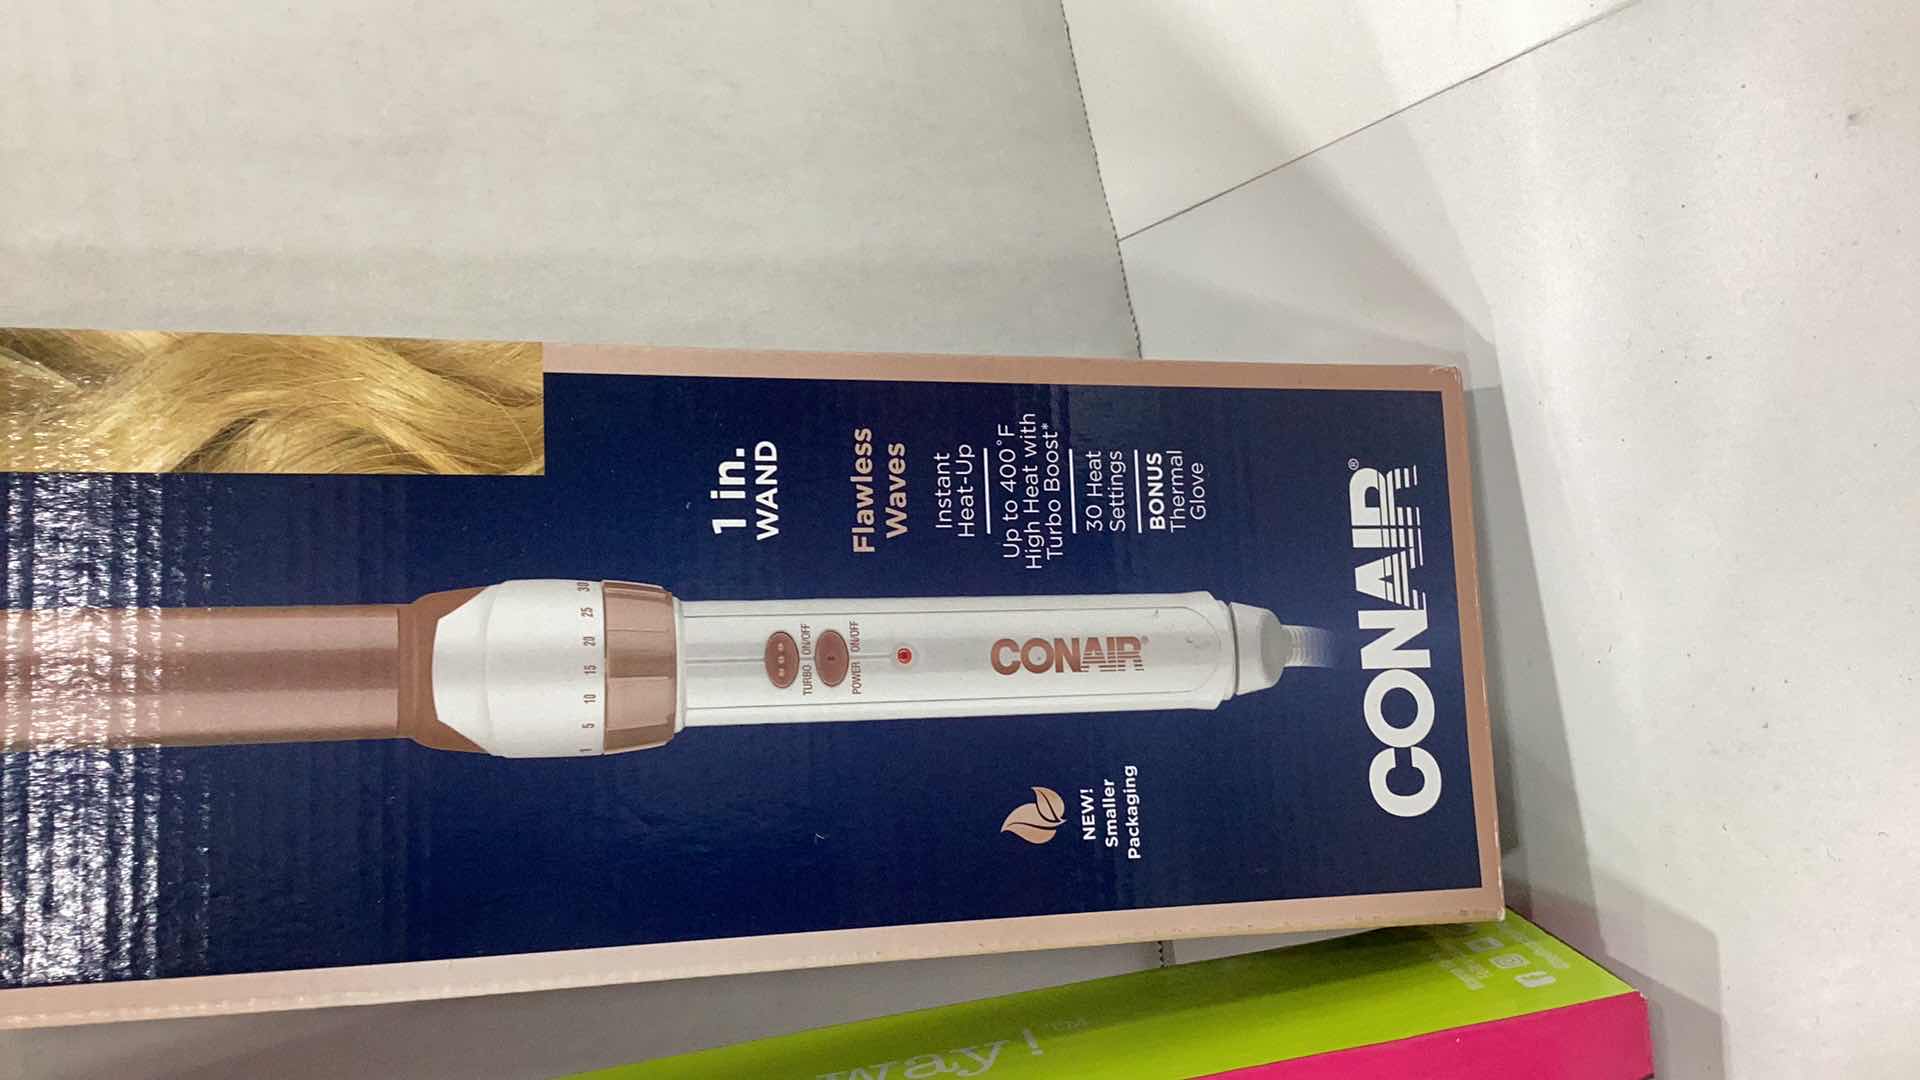 1 in.
WAND
Flawless
Waves
Instant
Heat-Up
Up to 400°F
High Heat with
Turbo Boost*
30 Heat
Settings
BONUS
Thermal
Glove
1 5 10 15 20 25 30
TURBO ON/OFF
POWER ON/OFF
CONAIR®
NEW!
Smaller
Packaging
CONAIR®
way!™